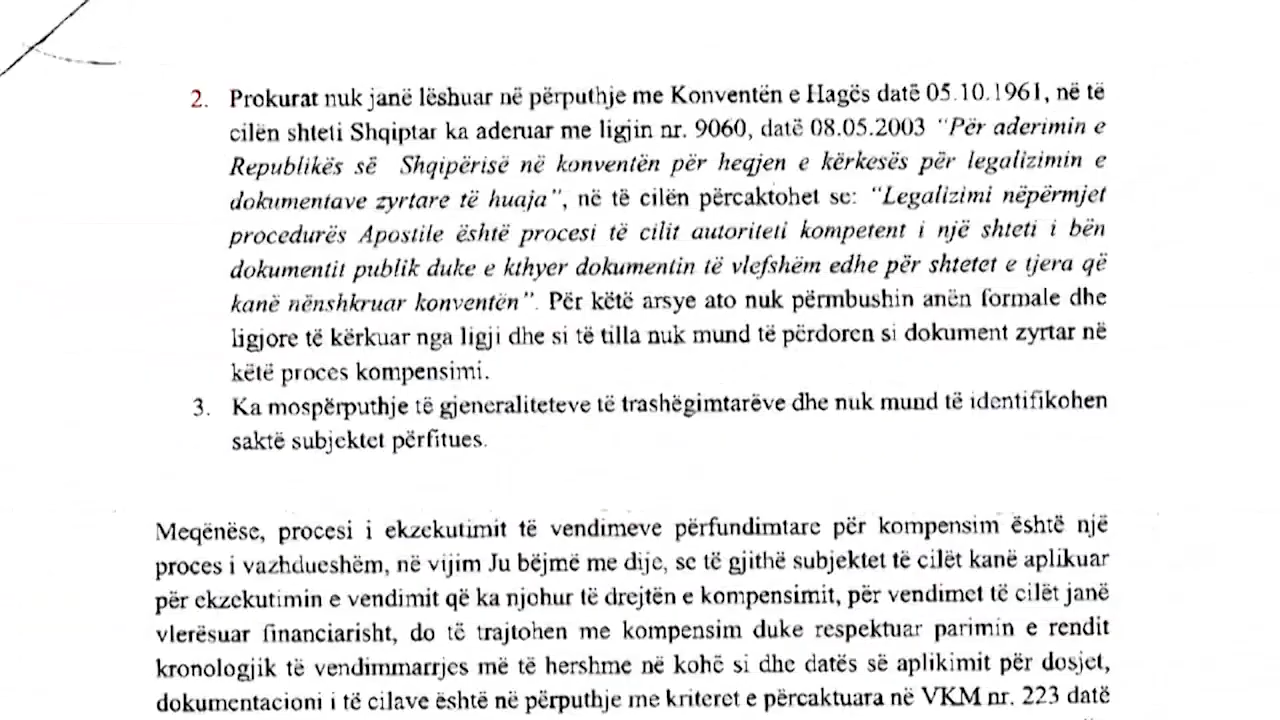 2. Prokurat nuk janë lëshuar në përputhje me Konventën e Hagës datë 05.10.1961, në të
cilën shteti Shqiptar ka aderuar me ligjin nr. 9060, datë 08.05.2003 “Për aderimin e
Republikës së Shqipërisë në konventën për heqjen e kërkesës për legalizimin e
dokumentave zyrtare të huaja”, në të cilën përcaktohet se: “Legalizimi nëpërmjet
procedurës Apostile është procesi të cilit autoriteti kompetent i një shteti i bën
dokumentit publik duke e kthyer dokumentin të vlefshëm edhe për shtetet e tjera që
kanë nënshkruar konventën”. Për këtë arsye ato nuk përmbushin anën formale dhe
ligjore të kërkuar nga ligji dhe si të tilla nuk mund të përdoren si dokument zyrtar në
këtë proces kompensimi.
3. Ka mospërputhje të gjeneraliteteve të trashëgimtarëve dhe nuk mund të identifikohen
saktë subjektet përfitues.
Meqënëse, procesi i ekzekutimit të vendimeve përfundimtare për kompensim është një
proces i vazhdueshëm, në vijim Ju bëjmë me dije, se të gjithë subjektet të cilët kanë aplikuar
për ekzekutimin e vendimit që ka njohur të drejtën e kompensimit, për vendimet të cilët janë
vlerësuar financiarisht, do të trajtohen me kompensim duke respektuar parimin e rendit
kronologjik të vendimmarrjes më të hershme në kohë si dhe datës së aplikimit për dosjet,
dokumentacioni i të cilave është në përputhje me kriteret e përcaktuara në VKM nr. 223 datë